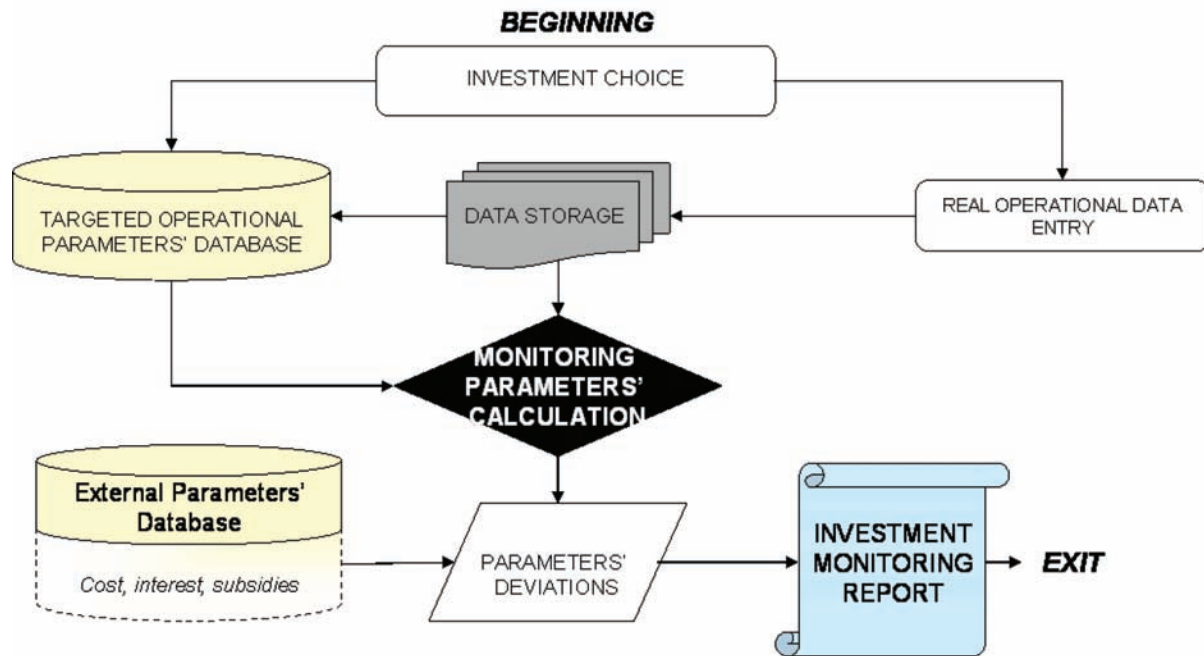 BEGINNING
INVESTMENT CHOICE
TARGETED OPERATIONAL
PARAMETERS' DATABASE
DATA STORAGE
REAL OPERATIONAL DATA
ENTRY
MONITORING
PARAMETERS'
CALCULATION
External Parameters'
Database
Cost, interest, subsidies
PARAMETERS'
DEVIATIONS
INVESTMENT
MONITORING
REPORT
EXIT